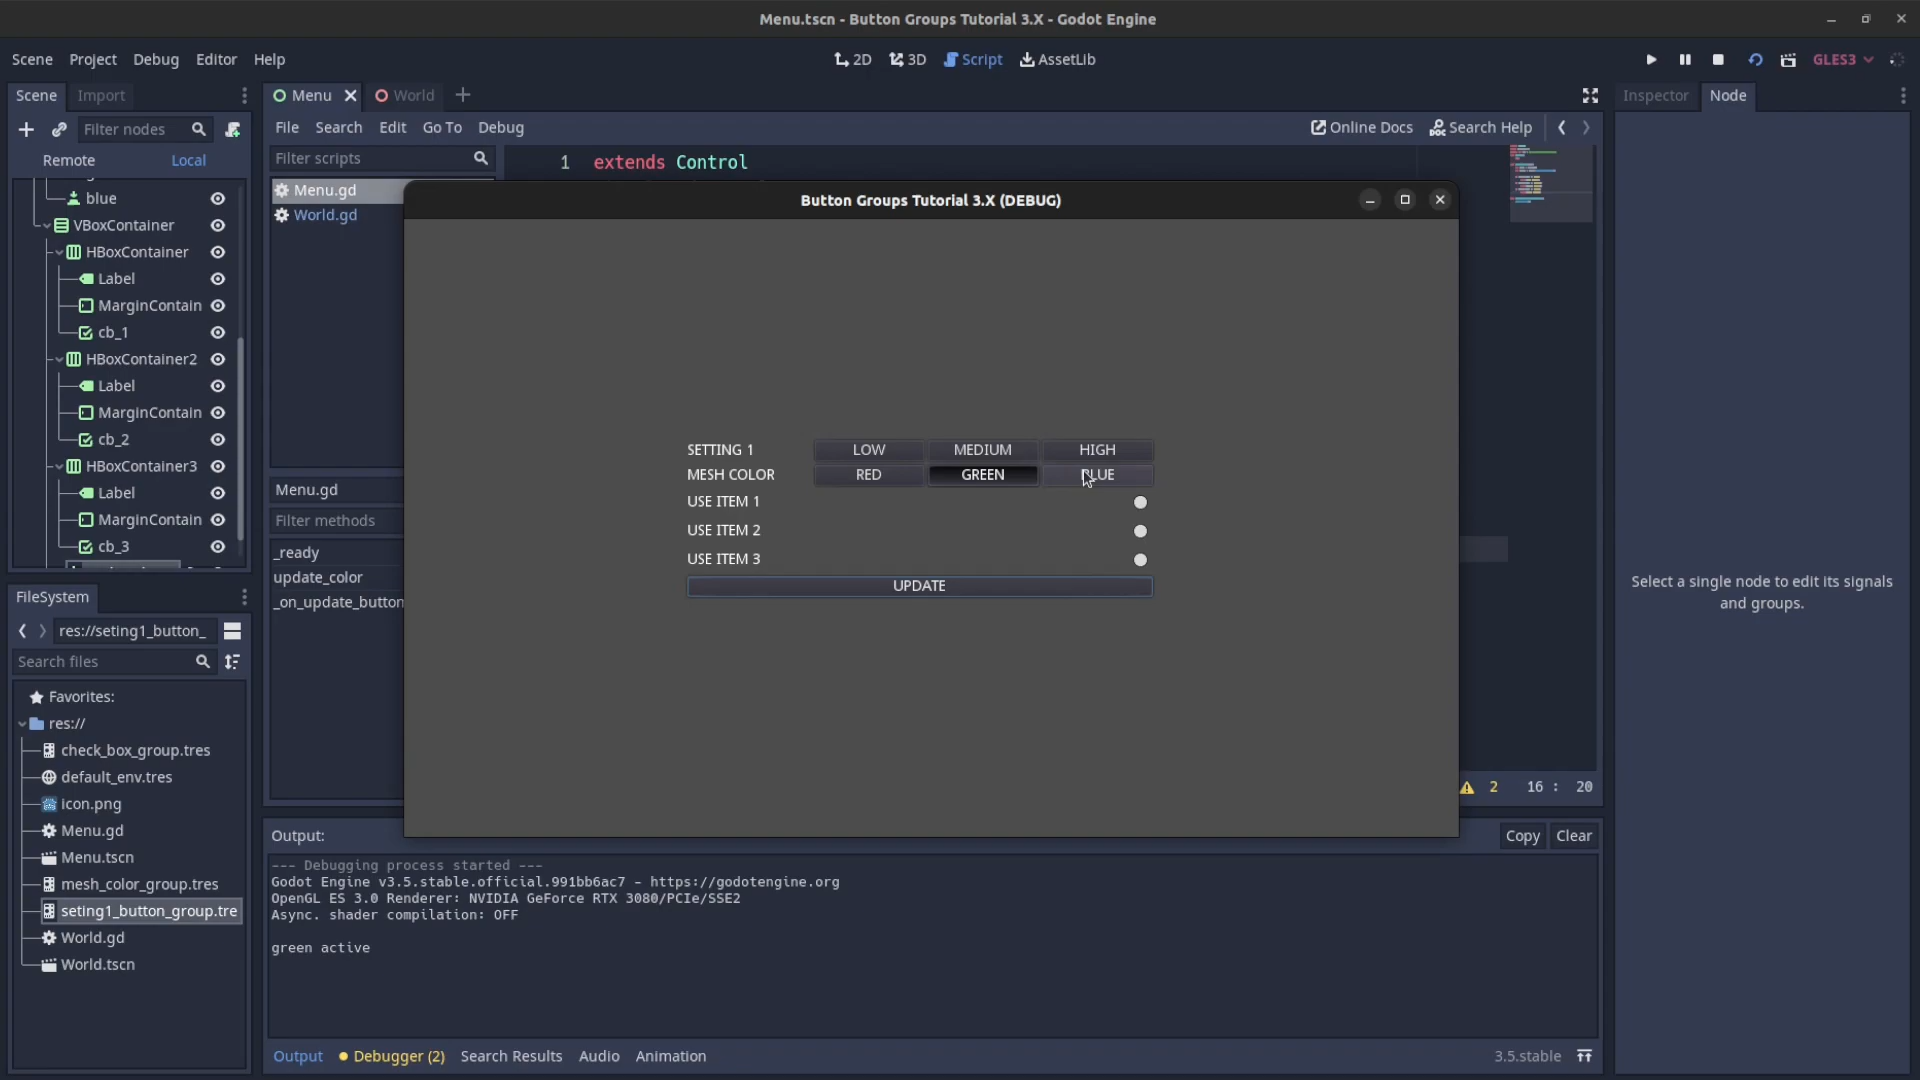 Menu.tscn - Button Groups Tutorial 3.X - Godot Engine
Scene Project Debug Editor Help
2D 3D Script AssetLib
GLES3
Scene Import
Menu World
Inspector Node
Filter nodes
File Search Edit Go To Debug
Online Docs Search Help
Remote Local
Filter scripts
1 extends Control
Menu.gd
World.gd
Button Groups Tutorial 3.X (DEBUG)
blue
VBoxContainer
HBoxContainer
Label
MarginContain
cb_1
HBoxContainer2
Label
MarginContain
cb_2
HBoxContainer3
Label
MarginContain
cb_3
SETTING 1 LOW MEDIUM HIGH
MESH COLOR RED GREEN BLUE
USE ITEM 1
USE ITEM 2
USE ITEM 3
UPDATE
Menu.gd
Filter methods
_ready
update_color
_on_update_button
Select a single node to edit its signals
and groups.
FileSystem
res://seting1_button_
Search files
Favorites:
res://
check_box_group.tres
default_env.tres
icon.png
Menu.gd
Menu.tscn
mesh_color_group.tres
seting1_button_group.tre
World.gd
World.tscn
2 16 : 20
Output:
Copy Clear
--- Debugging process started ---
Godot Engine v3.5.stable.official.991bb6ac7 - https://godotengine.org
OpenGL ES 3.0 Renderer: NVIDIA GeForce RTX 3080/PCIe/SSE2
Async. shader compilation: OFF
green active
Output Debugger (2) Search Results Audio Animation
3.5.stable